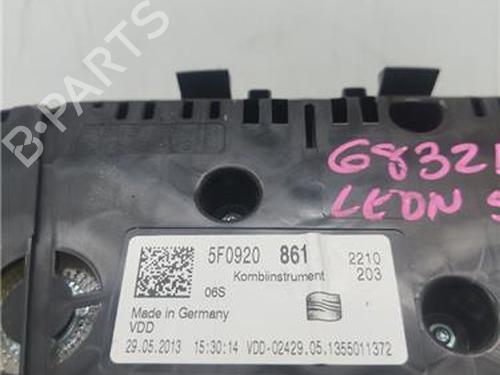 B-PARTS
G832
LEON S
5F0920 861 2210
Kombiinstrument 203
06S
Made in Germany
VDD
29.05.2013 15:30:14 VDD-02429.05.1355011372